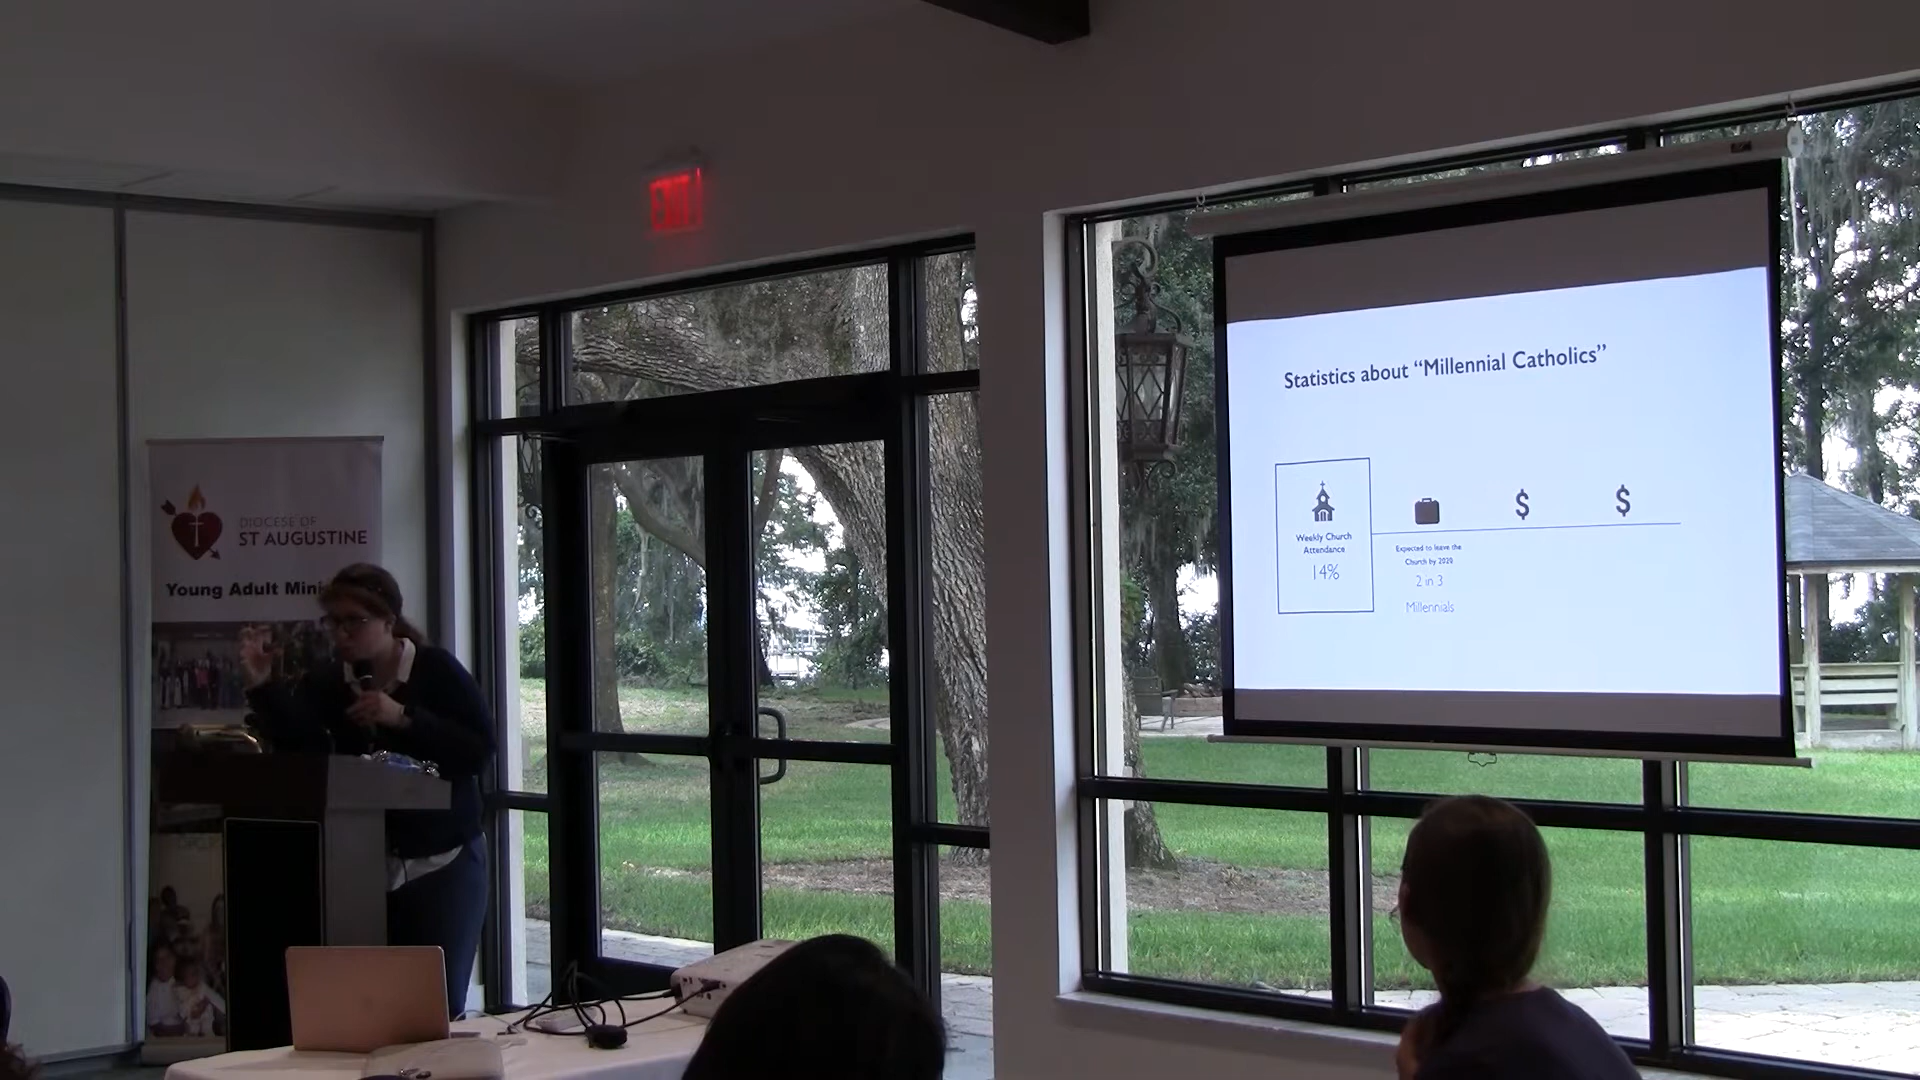 EXIT
DIOCESE OF
ST AUGUSTINE
Young Adult Mini
Statistics about “Millennial Catholics”
Weekly Church
Attendance
14%
Expected to leave the
Church by 2020
2 in 3
Millennials
$
$